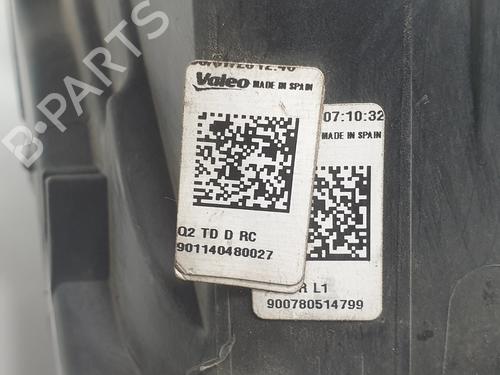 Valeo MADE IN SPAIN
Q2 TD D RC
901140480027
07:10:32
MADE IN SPAIN
R L1
900780514799
B-PARTS